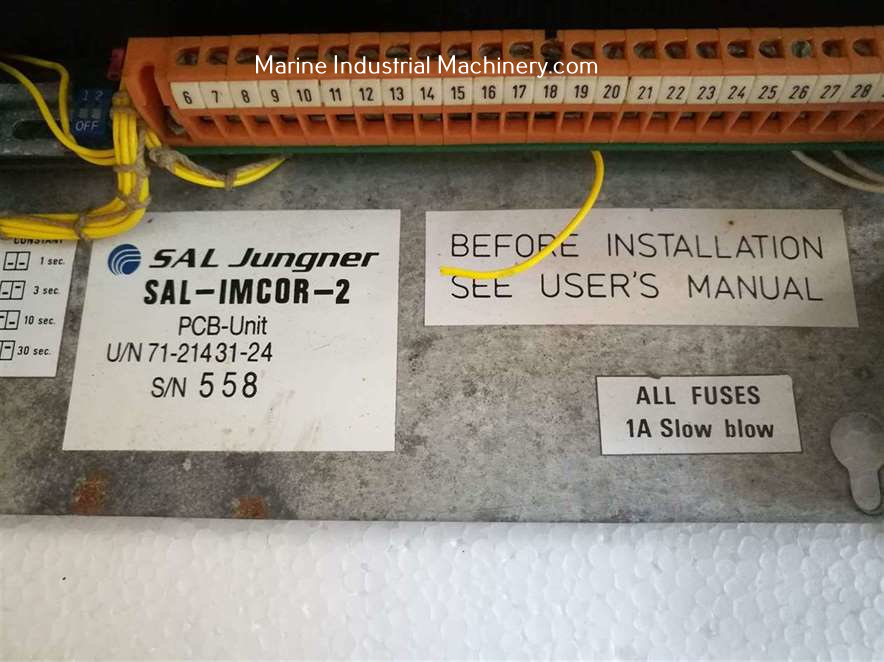 Marine Industrial Machinery.com
6 7 8 9 10 11 12 13 14 15 16 17 18 19 20 21 22 23 24 25 26 27 28
1 2
OFF
CONSTANT
1 sec.
3 sec.
10 sec.
30 sec.
SAL Jungner
SAL-IMCOR-2
PCB-Unit
U/N 71-21431-24
S/N 558
BEFORE INSTALLATION
SEE USER'S MANUAL
ALL FUSES
1A Slow blow